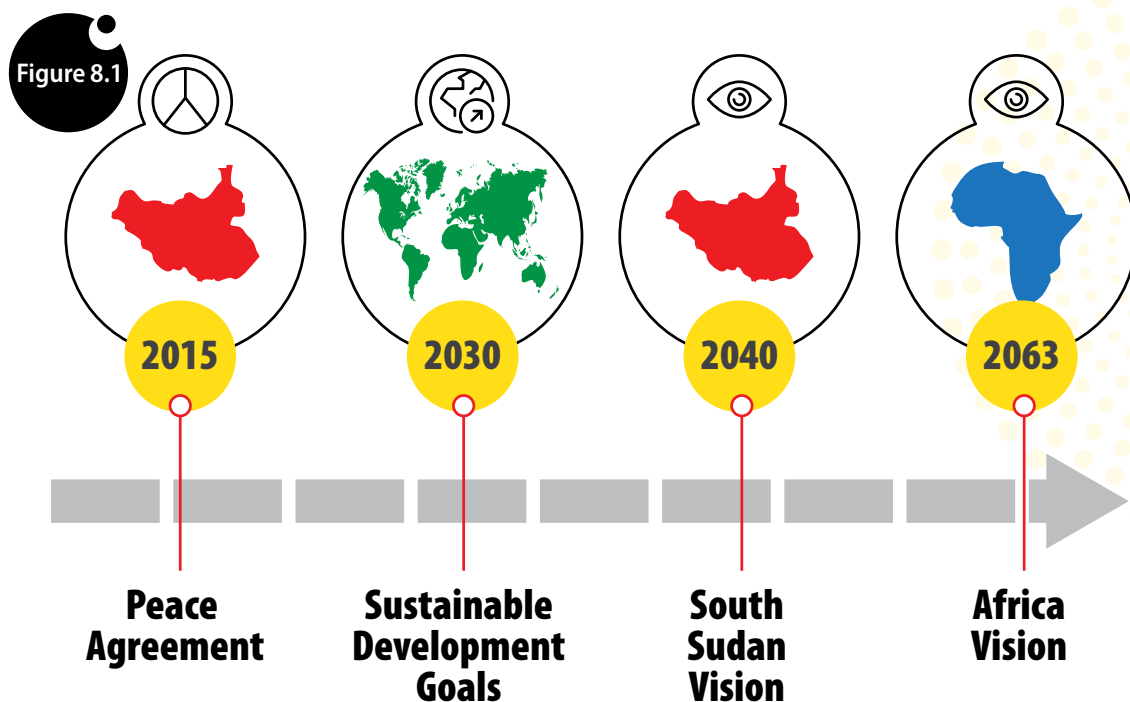 Figure 8.1
2015
2030
2040
2063
Peace
Agreement
Sustainable
Development
Goals
South
Sudan
Vision
Africa
Vision